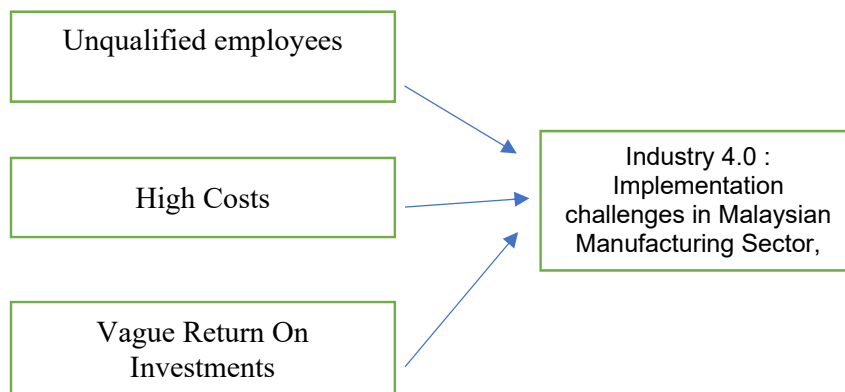 Unqualified employees
High Costs
Vague Return On
Investments
Industry 4.0 :
Implementation
challenges in Malaysian
Manufacturing Sector,